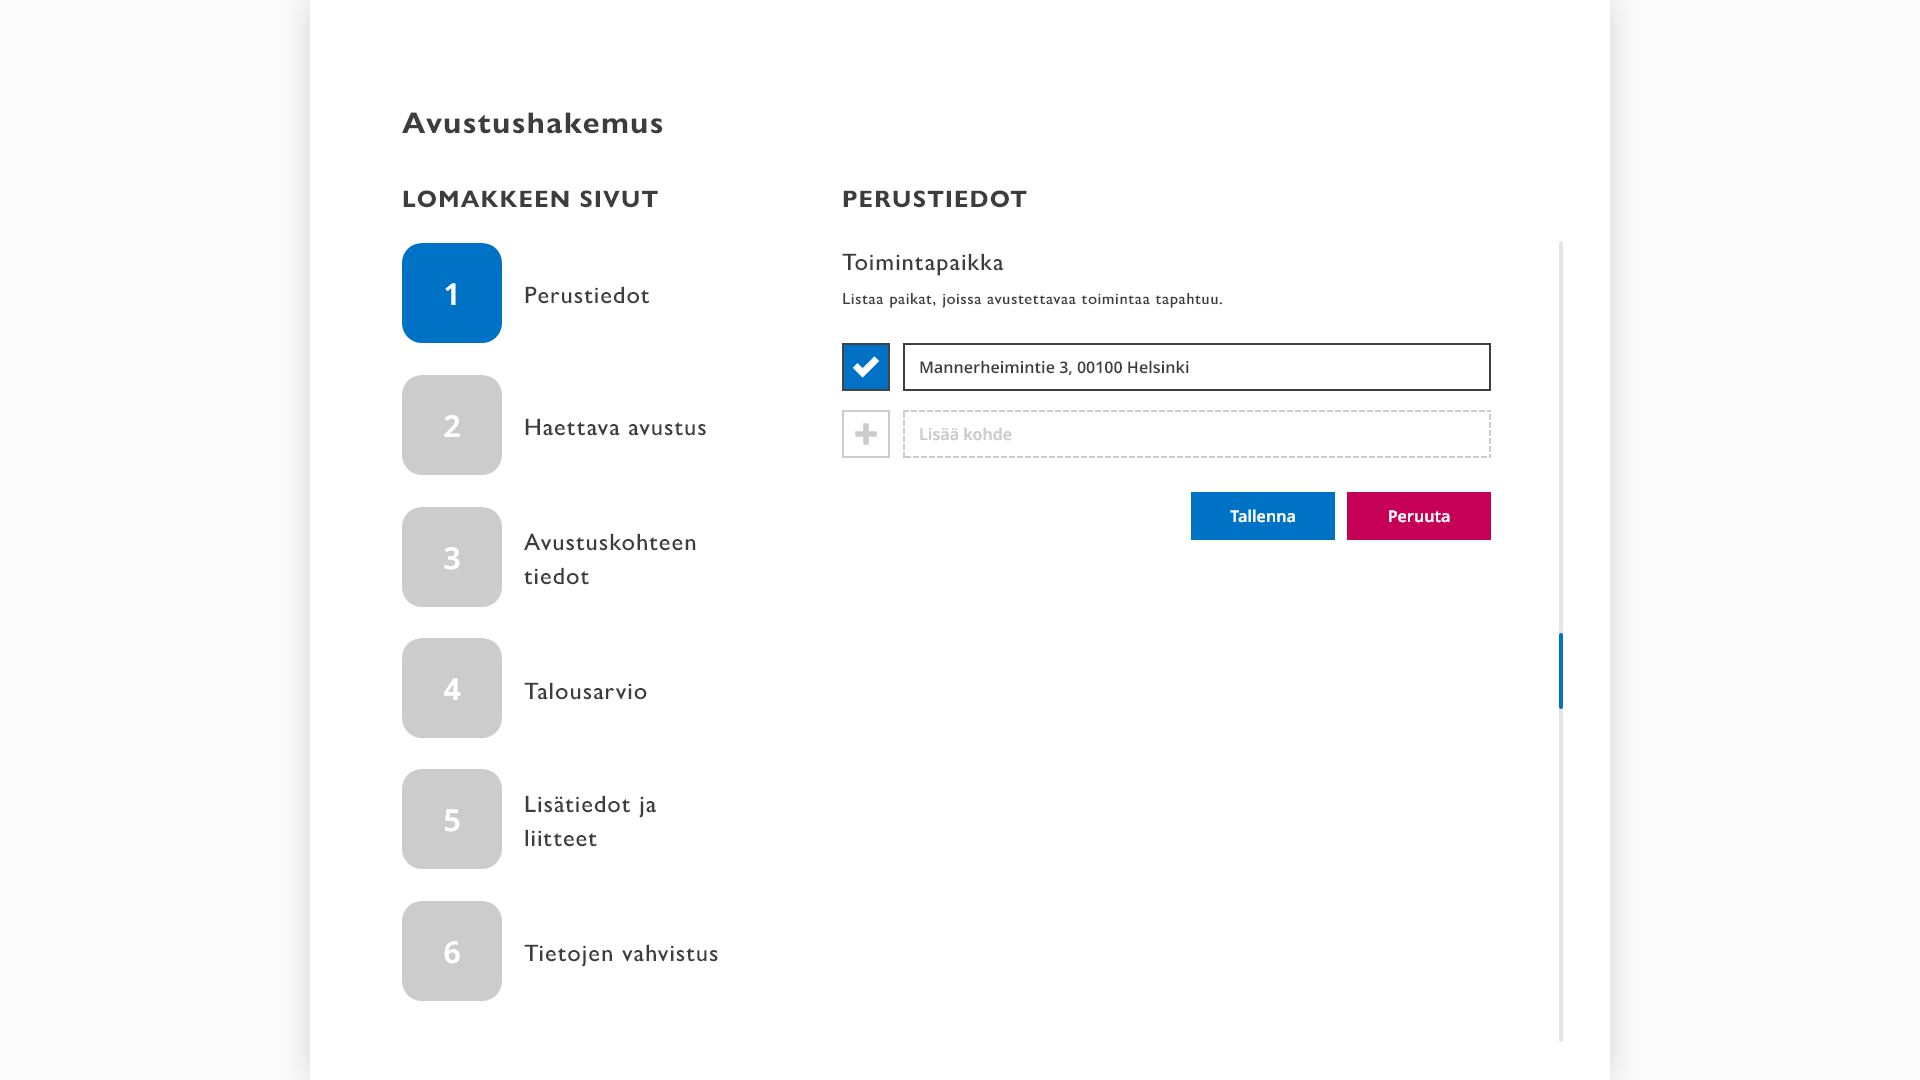 Avustushakemus
LOMAKKEEN SIVUT
1
Perustiedot
2
Haettava avustus
3
Avustuskohteen
tiedot
4
Talousarvio
5
Lisätiedot ja
liitteet
6
Tietojen vahvistus
PERUSTIEDOT
Toimintapaikka
Listaa paikat, joissa avustettavaa toimintaa tapahtuu.
Mannerheimintie 3, 00100 Helsinki
Lisää kohde
Tallenna
Peruuta